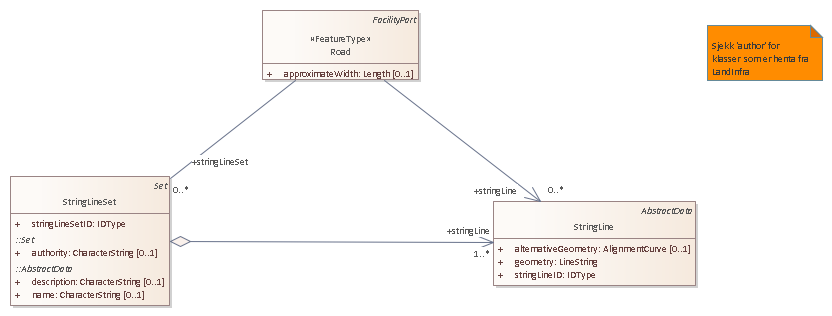 FacilityPart
«FeatureType»
Road
+ approximateWidth: Length [0..1]
Sjekk 'author' for
klasser som er henta fra
LandInfra
+stringLineSet
0..*
+stringLine
0..*
Set
StringLineSet
+ stringLineSetID: IDType
::Set
+ authority: CharacterString [0..1]
::AbstractData
+ description: CharacterString [0..1]
+ name: CharacterString [0..1]
+stringLine
1..*
AbstractData
StringLine
+ alternativeGeometry: AlignmentCurve [0..1]
+ geometry: LineString
+ stringLineID: IDType